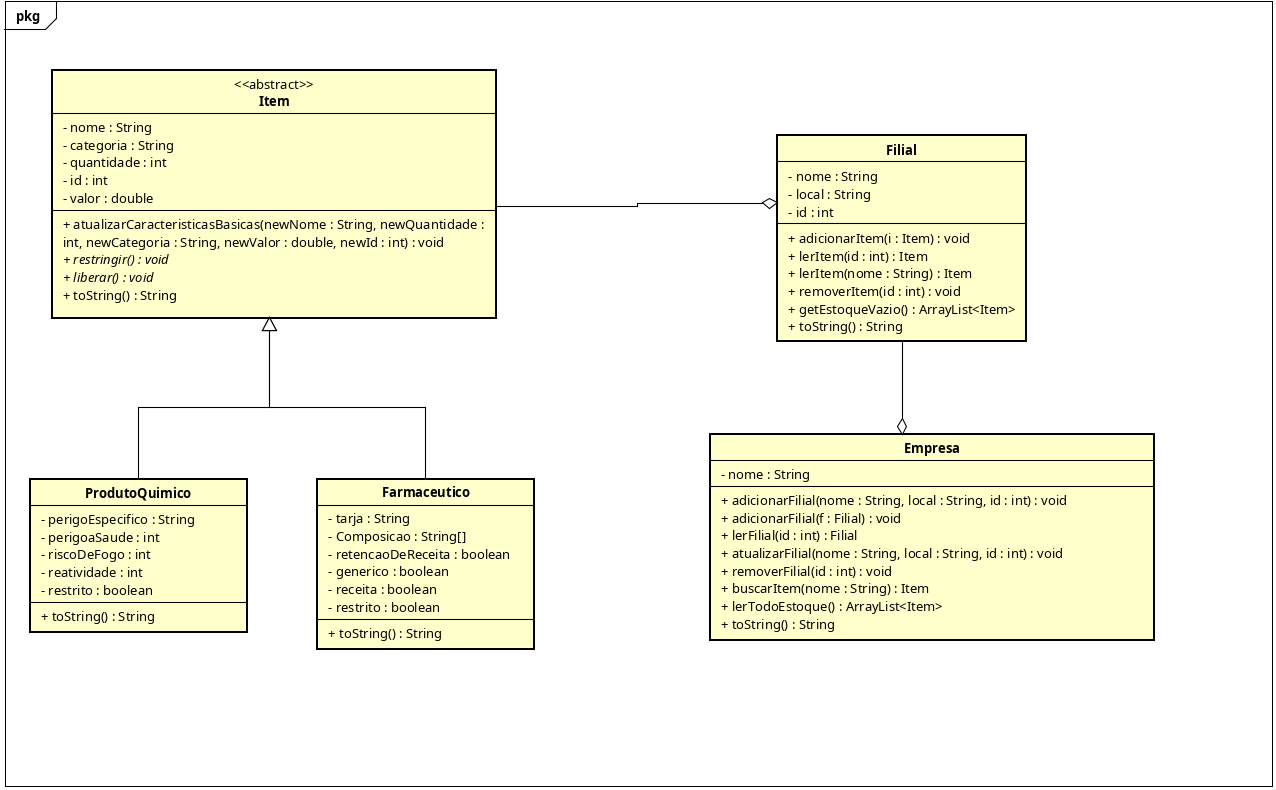 pkg
<<abstract>>
Item
- nome : String
- categoria : String
- quantidade : int
- id : int
- valor : double
+ atualizarCaracteristicasBasicas(newNome : String, newQuantidade :
int, newCategoria : String, newValor : double, newId : int) : void
+ restringir() : void
+ liberar() : void
+ toString() : String
Filial
- nome : String
- local : String
- id : int
+ adicionarItem(i : Item) : void
+ lerItem(id : int) : Item
+ lerItem(nome : String) : Item
+ removerItem(id : int) : void
+ getEstoqueVazio() : ArrayList<Item>
+ toString() : String
ProdutoQuimico
- perigoEspecifico : String
- perigoaSaude : int
- riscoDeFogo : int
- reatividade : int
- restrito : boolean
+ toString() : String
Farmaceutico
- tarja : String
- Composicao : String[]
- retencaoDeReceita : boolean
- generico : boolean
- receita : boolean
- restrito : boolean
+ toString() : String
Empresa
- nome : String
+ adicionarFilial(nome : String, local : String, id : int) : void
+ adicionarFilial(f : Filial) : void
+ lerFilial(id : int) : Filial
+ atualizarFilial(nome : String, local : String, id : int) : void
+ removerFilial(id : int) : void
+ buscarItem(nome : String) : Item
+ lerTodoEstoque() : ArrayList<Item>
+ toString() : String